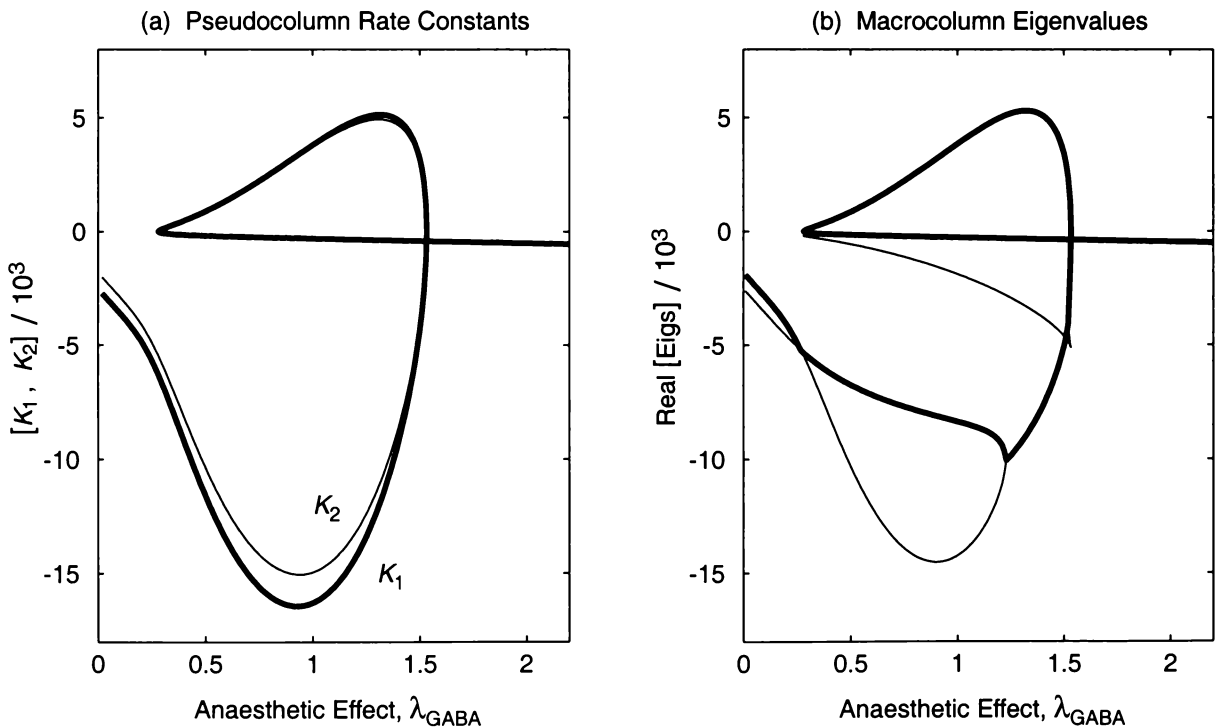 (a) Pseudocolumn Rate Constants
[K₁ , K₂] / 10³
5
0
-5
-10
-15
K₂
K₁
0 0.5 1 1.5 2
Anaesthetic Effect, λ_GABA
(b) Macrocolumn Eigenvalues
Real [Eigs] / 10³
5
0
-5
-10
-15
0 0.5 1 1.5 2
Anaesthetic Effect, λ_GABA